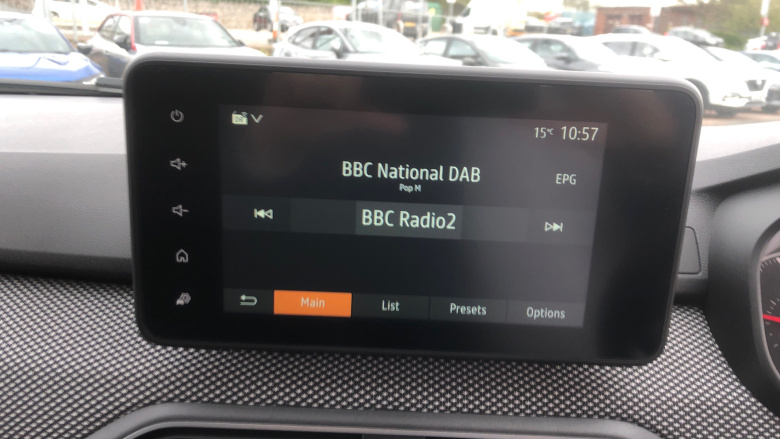 15°C 10:57
BBC National DAB
Pop M
EPG
BBC Radio2
Main List Presets Options